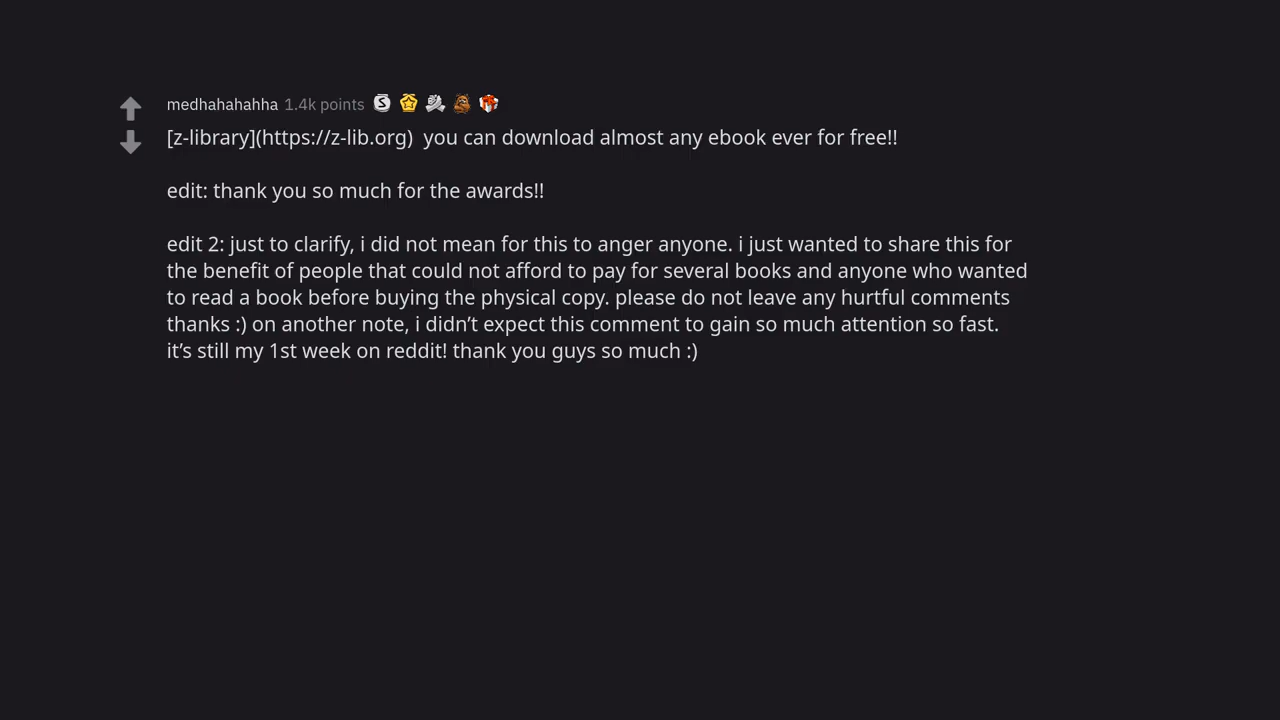 medhahahahha 1.4k points
[z-library](https://z-lib.org)  you can download almost any ebook ever for free!!
edit: thank you so much for the awards!!
edit 2: just to clarify, i did not mean for this to anger anyone. i just wanted to share this for
the benefit of people that could not afford to pay for several books and anyone who wanted
to read a book before buying the physical copy. please do not leave any hurtful comments
thanks :) on another note, i didn’t expect this comment to gain so much attention so fast.
it’s still my 1st week on reddit! thank you guys so much :)